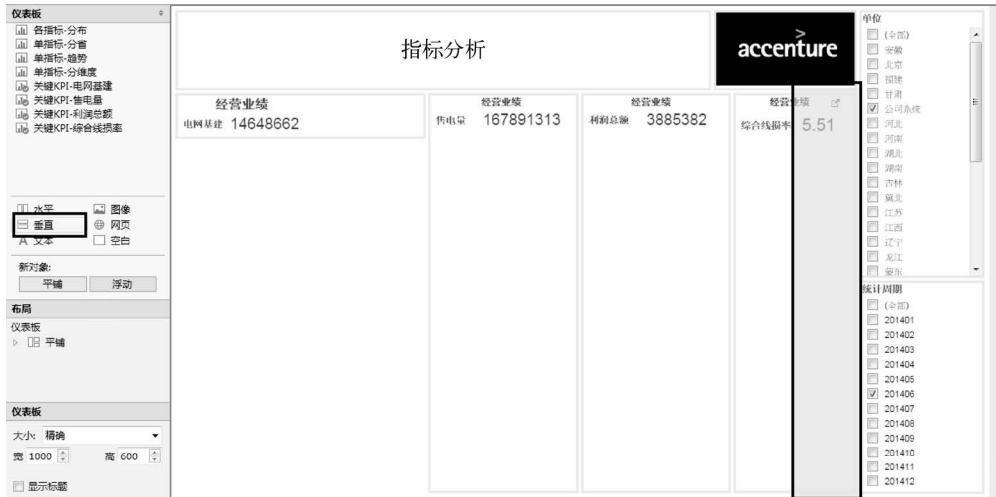 仪表板
各指标-分布
单指标-分省
单指标-趋势
单指标-分维度
关键KPI-电网基建
关键KPI-售电量
关键KPI-利润总额
关键KPI-综合线损率
水平
图像
垂直
网页
A 文本
空白
新对象:
平铺
浮动
布局
仪表板
平铺
仪表板
大小: 精确
宽 1000
高 600
显示标题
指标分析
accenture
经营业绩
电网基建 14648662
经营业绩
售电量 167891313
经营业绩
利润总额 3885382
经营业绩
综合线损率 5.51
单位
(全部)
安徽
北京
福建
甘肃
公司系统
河北
河南
湖北
湖南
吉林
冀北
江苏
江西
辽宁
龙江
蒙东
统计周期
(全部)
201401
201402
201403
201404
201405
201406
201407
201408
201409
201410
201411
201412